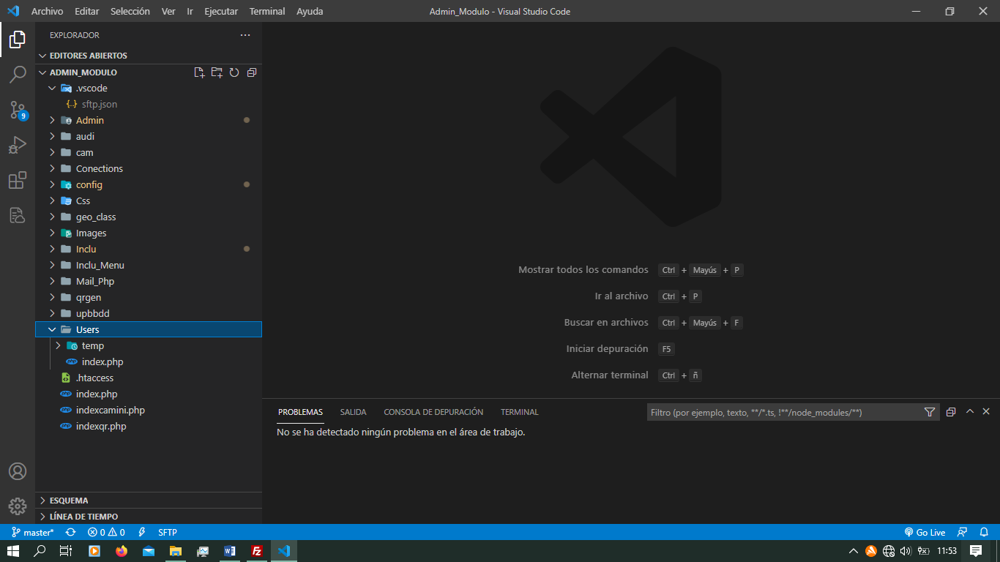 Archivo Editar Selección Ver Ir Ejecutar Terminal Ayuda Admin_Modulo - Visual Studio Code
EXPLORADOR
EDITORES ABIERTOS
ADMIN_MODULO
.vscode
{..} sftp.json
Admin
audi
cam
Conections
config
Css
geo_class
Images
Inclu
Inclu_Menu
Mail_Php
qrgen
upbbdd
Users
temp
index.php
.htaccess
index.php
indexcamini.php
indexqr.php
ESQUEMA
LÍNEA DE TIEMPO
9
Mostrar todos los comandos Ctrl + Mayús + P
Ir al archivo Ctrl + P
Buscar en archivos Ctrl + Mayús + F
Iniciar depuración F5
Alternar terminal Ctrl + ñ
PROBLEMAS SALIDA CONSOLA DE DEPURACIÓN TERMINAL Filtro (por ejemplo, texto, **/*.ts, !**/node_modules/**)
No se ha detectado ningún problema en el área de trabajo.
master* 0 0 SFTP Go Live
11:53